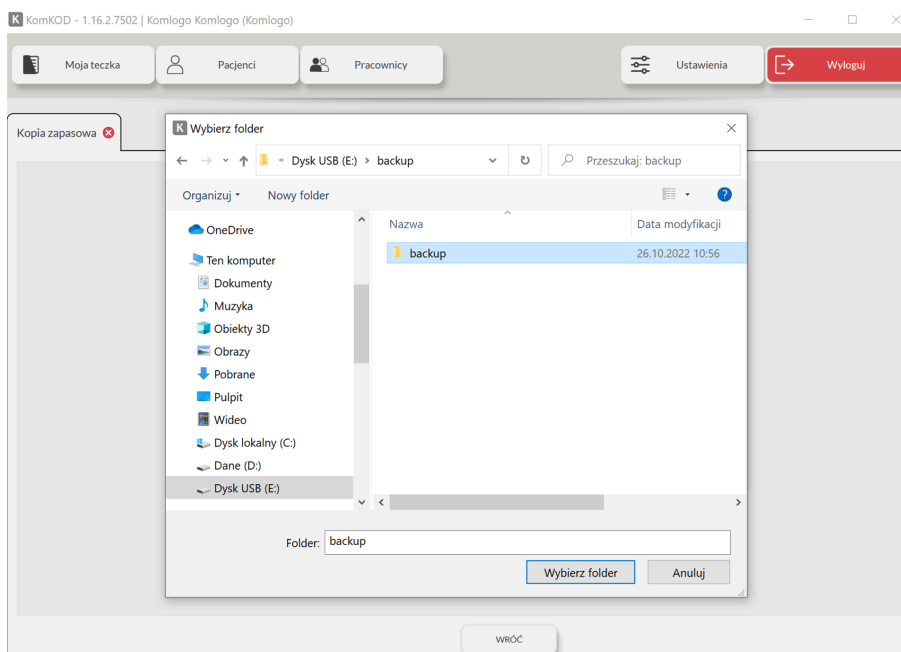 K KomKOD - 1.16.2.7502 | Komlogo Komlogo (Komlogo)
Moja teczka Pacjenci Pracownicy Ustawienia Wyloguj
Kopia zapasowa
K Wybierz folder
« Dysk USB (E:) › backup Przeszukaj: backup
Organizuj Nowy folder ?
OneDrive
Ten komputer
Dokumenty
Muzyka
Obiekty 3D
Obrazy
Pobrane
Pulpit
Wideo
Dysk lokalny (C:)
Dane (D:)
Dysk USB (E:)
Nazwa Data modyfikacji
backup 26.10.2022 10:56
Folder: backup
Wybierz folder Anuluj
WRÓĆ